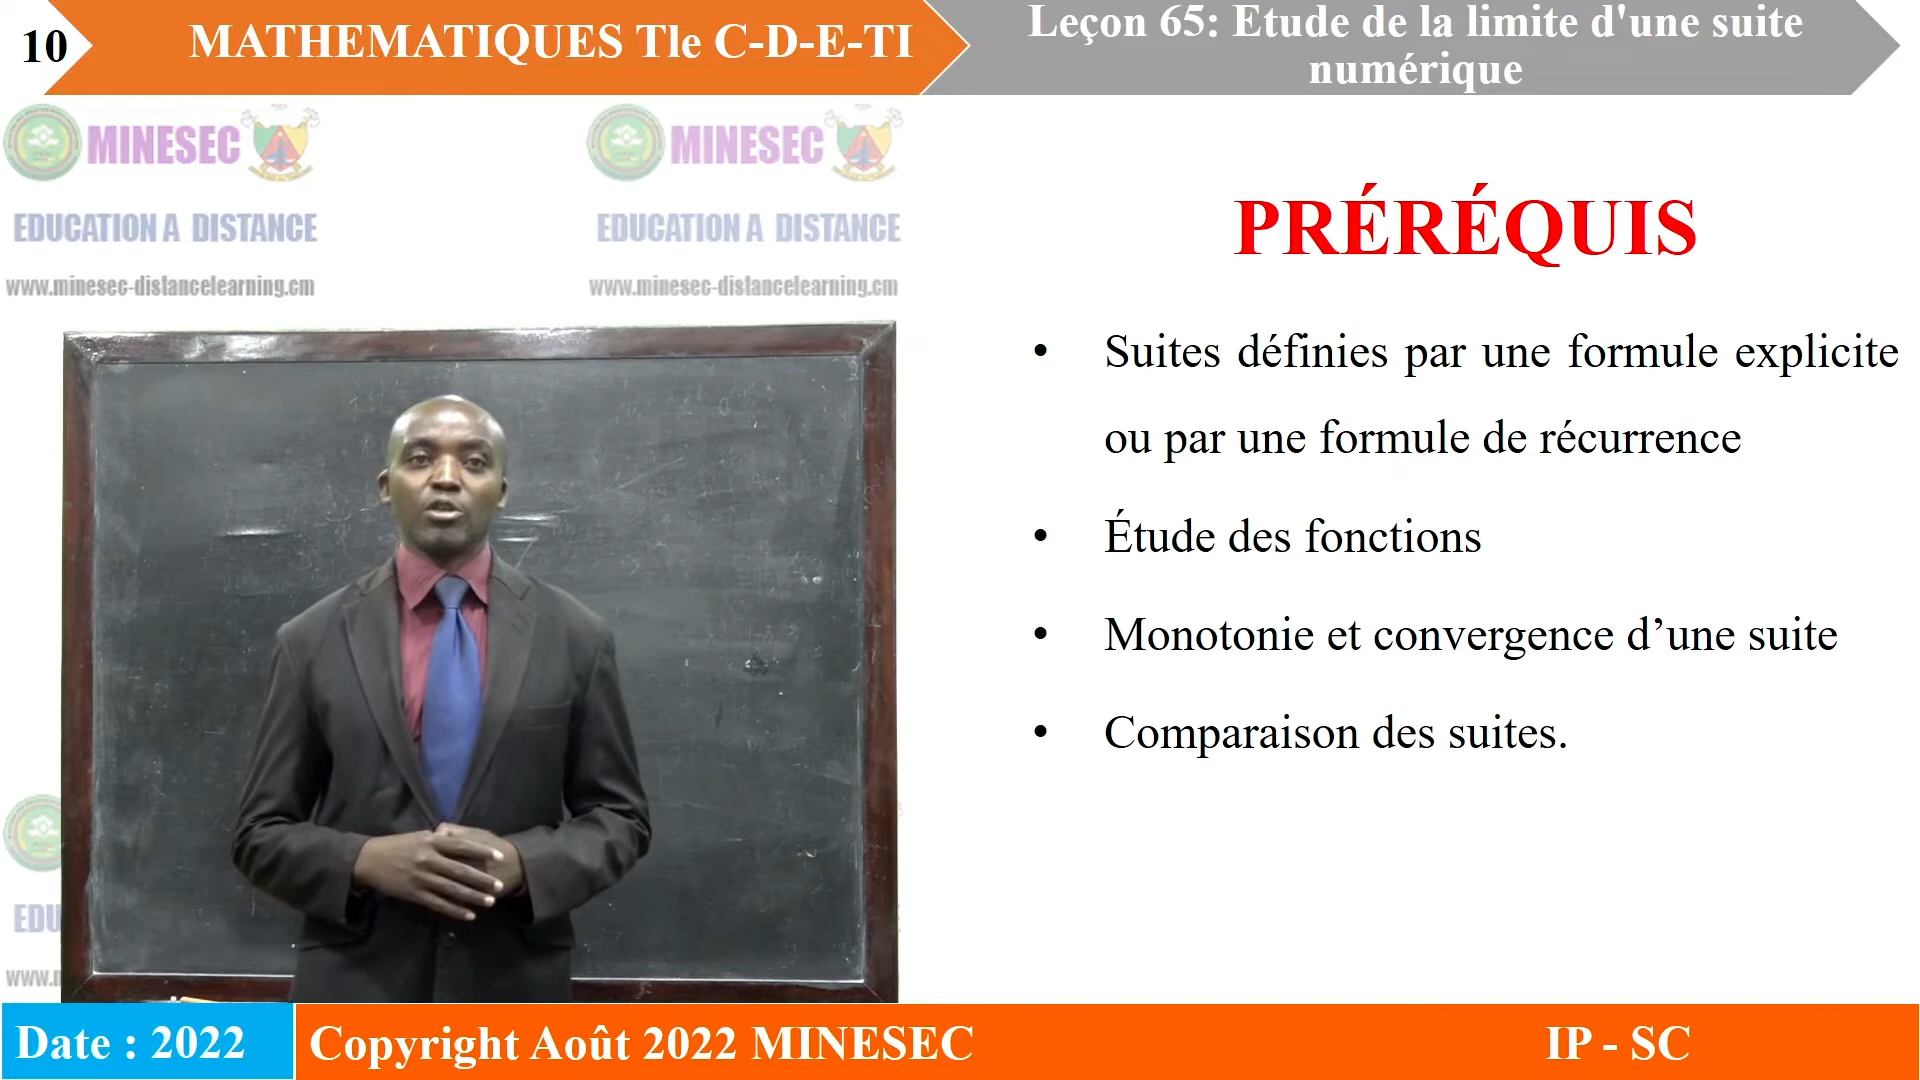 10
MATHEMATIQUES Tle C-D-E-TI
Leçon 65: Etude de la limite d'une suite
numérique
MINESEC
EDUCATION A DISTANCE
www.minesec-distancelearning.cm
MINESEC
EDUCATION A DISTANCE
www.minesec-distancelearning.cm
PRÉRÉQUIS
• Suites définies par une formule explicite
ou par une formule de récurrence
• Étude des fonctions
• Monotonie et convergence d’une suite
• Comparaison des suites.
EDU
www.
Date : 2022
Copyright Août 2022 MINESEC
IP - SC